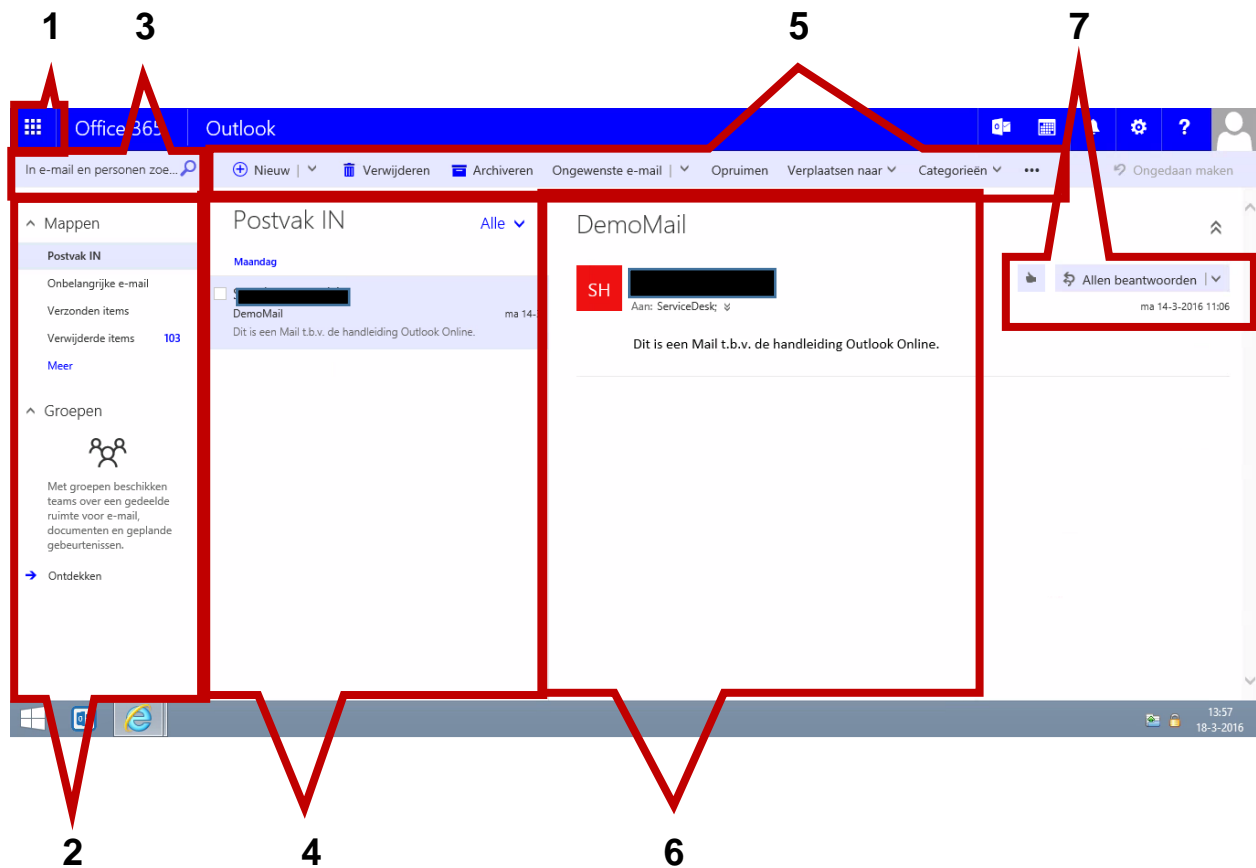 1 3 5 7
Office 365 Outlook
In e-mail en personen zoe...
Nieuw Verwijderen Archiveren Ongewenste e-mail Opruimen Verplaatsen naar Categorieën ••• Ongedaan maken
Mappen
Postvak IN
Onbelangrijke e-mail
Verzonden items
Verwijderde items 103
Meer
Groepen
Met groepen beschikken
teams over een gedeelde
ruimte voor e-mail,
documenten en geplande
gebeurtenissen.
Ontdekken
Postvak IN Alle
Maandag
DemoMail ma 14-
Dit is een Mail t.b.v. de handleiding Outlook Online.
DemoMail
SH
Aan: ServiceDesk;
Allen beantwoorden
ma 14-3-2016 11:06
Dit is een Mail t.b.v. de handleiding Outlook Online.
13:57
18-3-2016
2 4 6